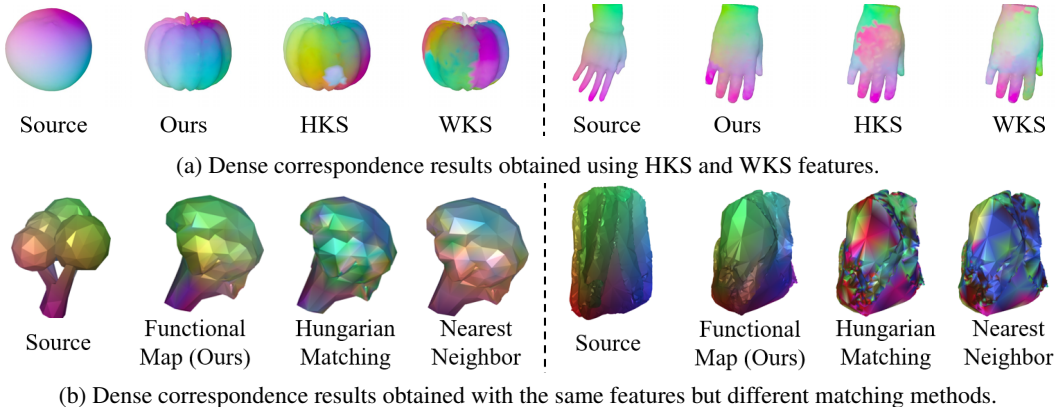 Source Ours HKS WKS Source Ours HKS WKS
(a) Dense correspondence results obtained using HKS and WKS features.
Source Functional Map (Ours) Hungarian Matching Nearest Neighbor Source Functional Map (Ours) Hungarian Matching Nearest Neighbor
(b) Dense correspondence results obtained with the same features but different matching methods.